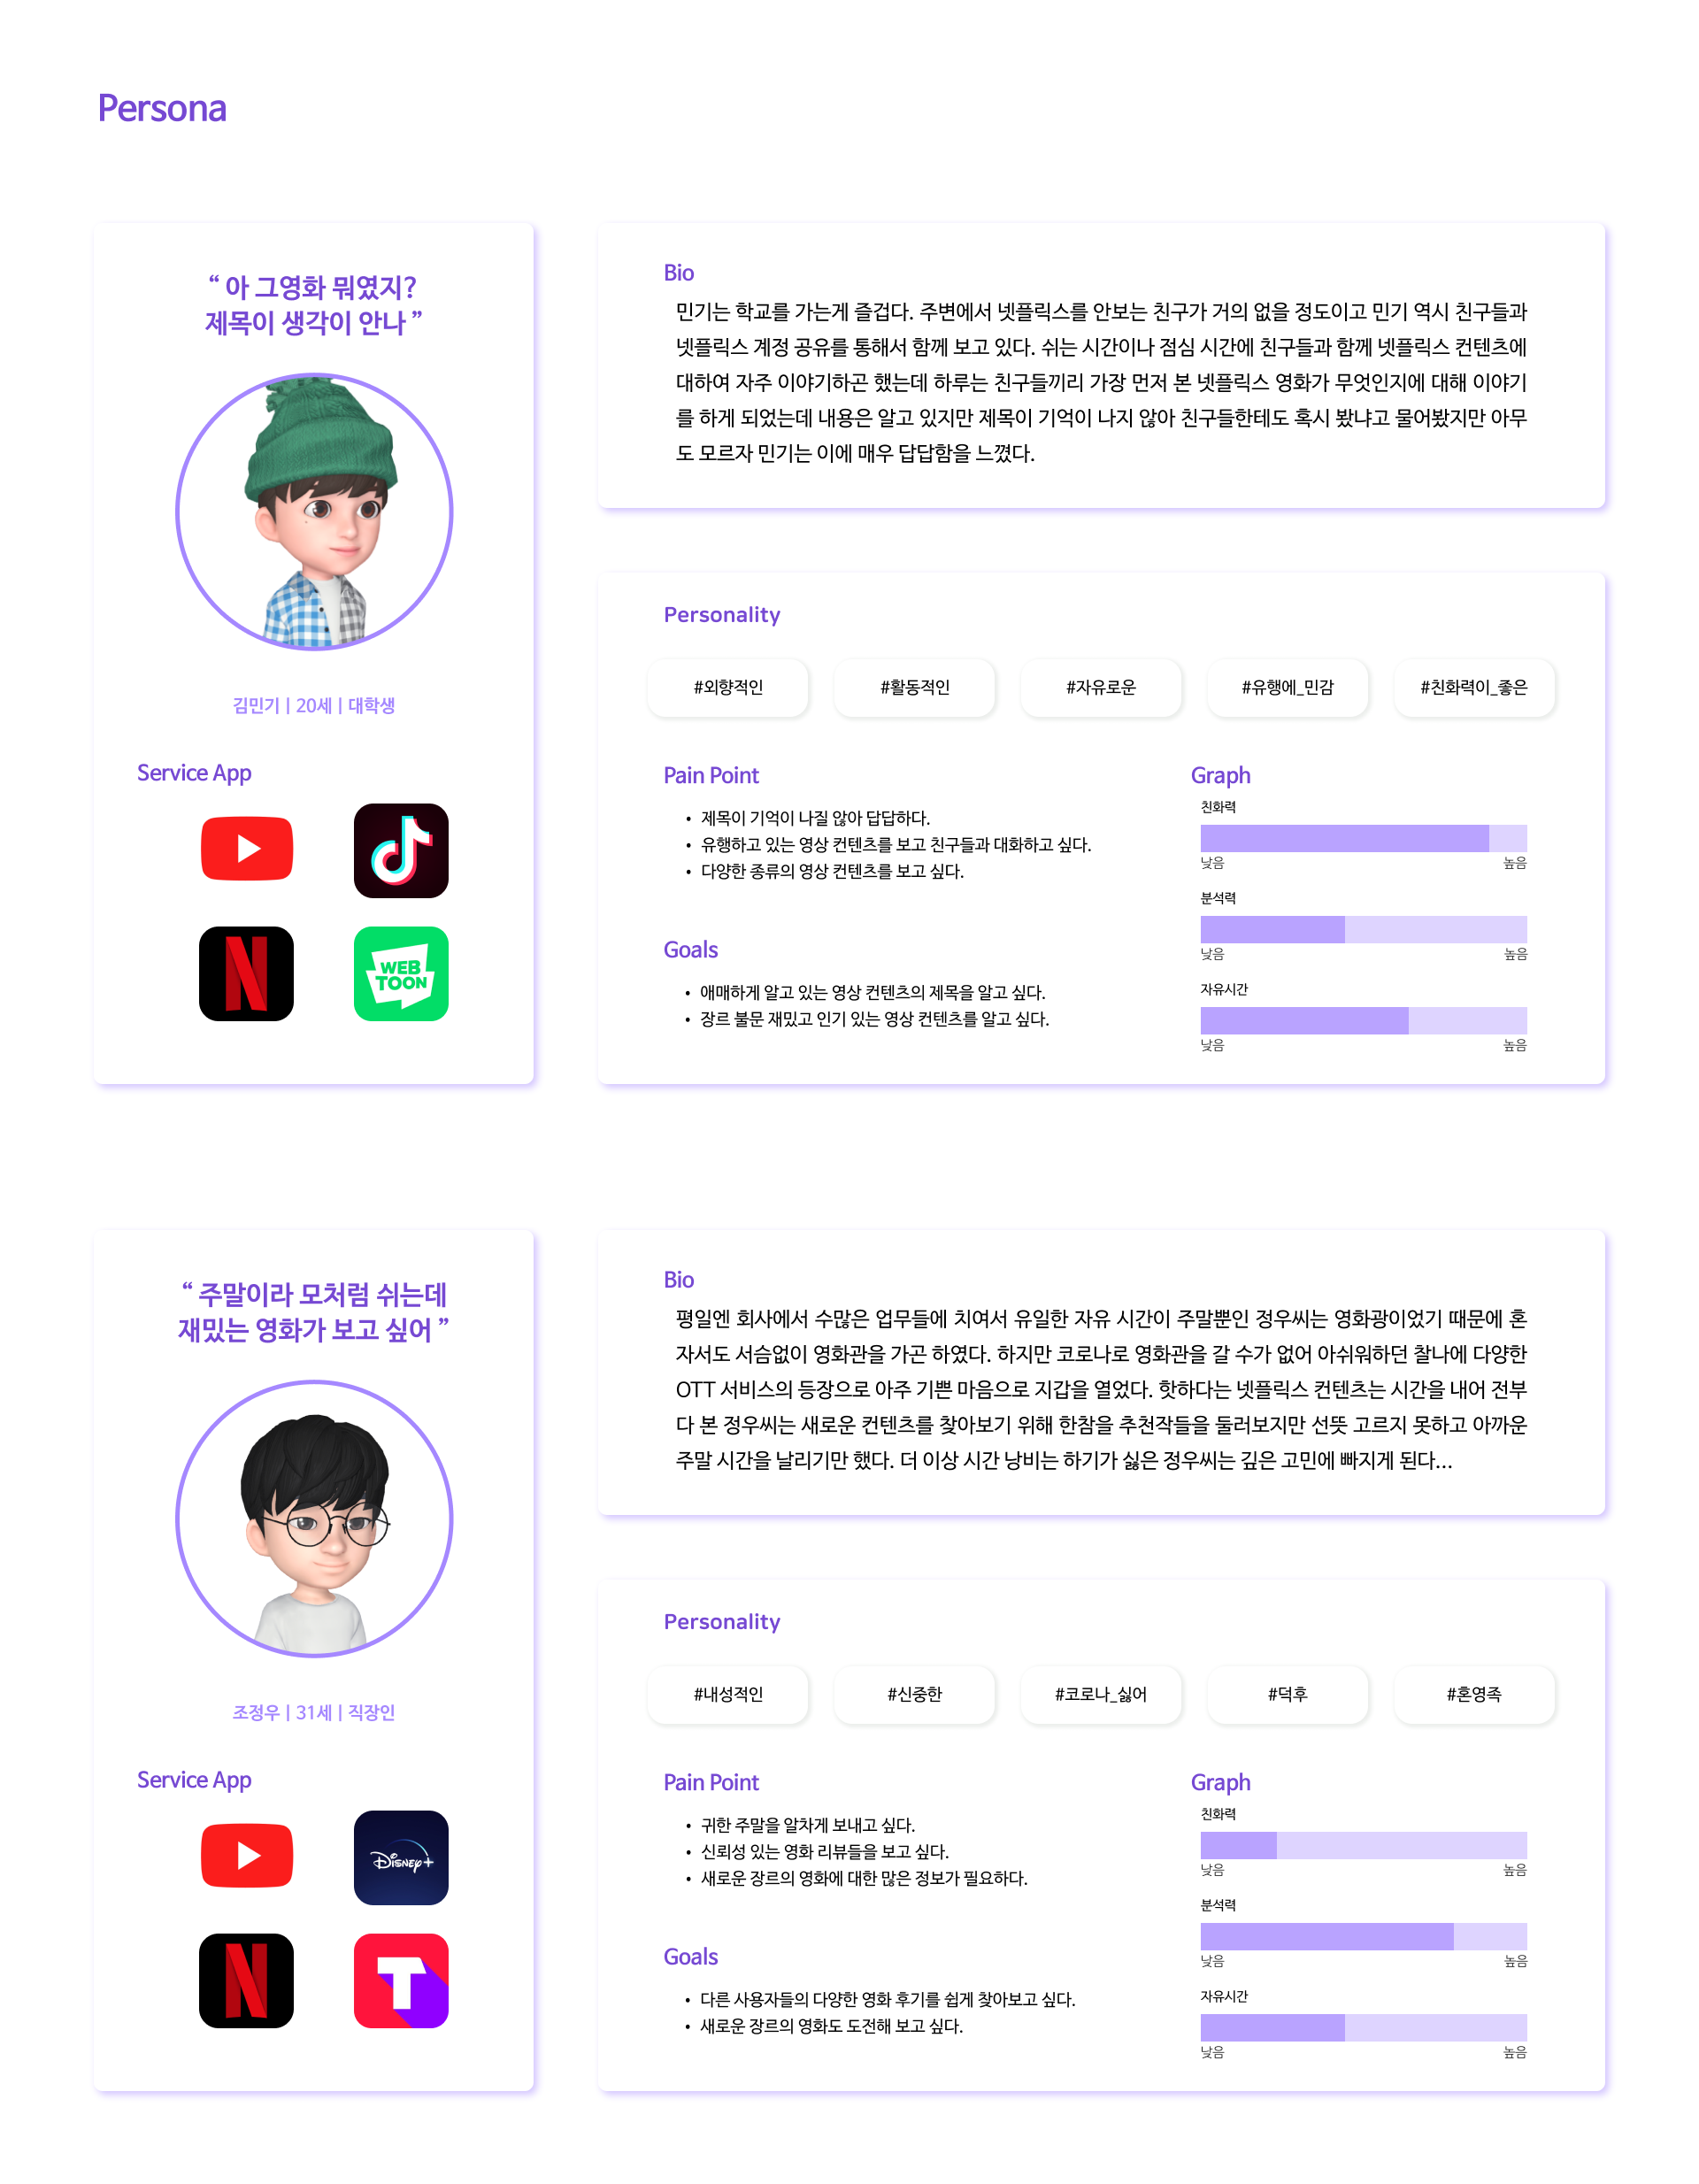 Persona
“ 아 그영화 뭐였지?
제목이 생각이 안나 ”
김민기 | 20세 | 대학생
Service App
WEB
TOON
Bio
민기는 학교를 가는게 즐겁다. 주변에서 넷플릭스를 안보는 친구가 거의 없을 정도이고 민기 역시 친구들과
넷플릭스 계정 공유를 통해서 함께 보고 있다. 쉬는 시간이나 점심 시간에 친구들과 함께 넷플릭스 컨텐츠에
대하여 자주 이야기하곤 했는데 하루는 친구들끼리 가장 먼저 본 넷플릭스 영화가 무엇인지에 대해 이야기
를 하게 되었는데 내용은 알고 있지만 제목이 기억이 나지 않아 친구들한테도 혹시 봤냐고 물어봤지만 아무
도 모르자 민기는 이에 매우 답답함을 느꼈다.
Personality
#외향적인
#활동적인
#자유로운
#유행에_민감
#친화력이_좋은
Pain Point
• 제목이 기억이 나질 않아 답답하다.
• 유행하고 있는 영상 컨텐츠를 보고 친구들과 대화하고 싶다.
• 다양한 종류의 영상 컨텐츠를 보고 싶다.
Goals
• 애매하게 알고 있는 영상 컨텐츠의 제목을 알고 싶다.
• 장르 불문 재밌고 인기 있는 영상 컨텐츠를 알고 싶다.
Graph
친화력
낮음 높음
분석력
낮음 높음
자유시간
낮음 높음
“ 주말이라 모처럼 쉬는데
재밌는 영화가 보고 싶어 ”
조정우 | 31세 | 직장인
Service App
Disney+
N
T
Bio
평일엔 회사에서 수많은 업무들에 치여서 유일한 자유 시간이 주말뿐인 정우씨는 영화광이었기 때문에 혼
자서도 서슴없이 영화관을 가곤 하였다. 하지만 코로나로 영화관을 갈 수가 없어 아쉬워하던 찰나에 다양한
OTT 서비스의 등장으로 아주 기쁜 마음으로 지갑을 열었다. 핫하다는 넷플릭스 컨텐츠는 시간을 내어 전부
다 본 정우씨는 새로운 컨텐츠를 찾아보기 위해 한참을 추천작들을 둘러보지만 선뜻 고르지 못하고 아까운
주말 시간을 날리기만 했다. 더 이상 시간 낭비는 하기가 싫은 정우씨는 깊은 고민에 빠지게 된다...
Personality
#내성적인
#신중한
#코로나_싫어
#덕후
#혼영족
Pain Point
• 귀한 주말을 알차게 보내고 싶다.
• 신뢰성 있는 영화 리뷰들을 보고 싶다.
• 새로운 장르의 영화에 대한 많은 정보가 필요하다.
Goals
• 다른 사용자들의 다양한 영화 후기를 쉽게 찾아보고 싶다.
• 새로운 장르의 영화도 도전해 보고 싶다.
Graph
친화력
낮음 높음
분석력
낮음 높음
자유시간
낮음 높음